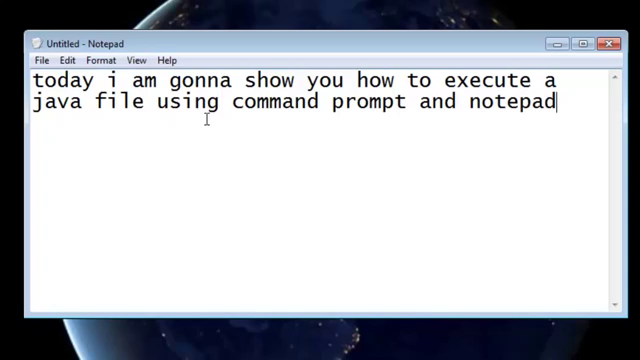 Untitled - Notepad
File Edit Format View Help
today i am gonna show you how to execute a
java file using command prompt and notepad